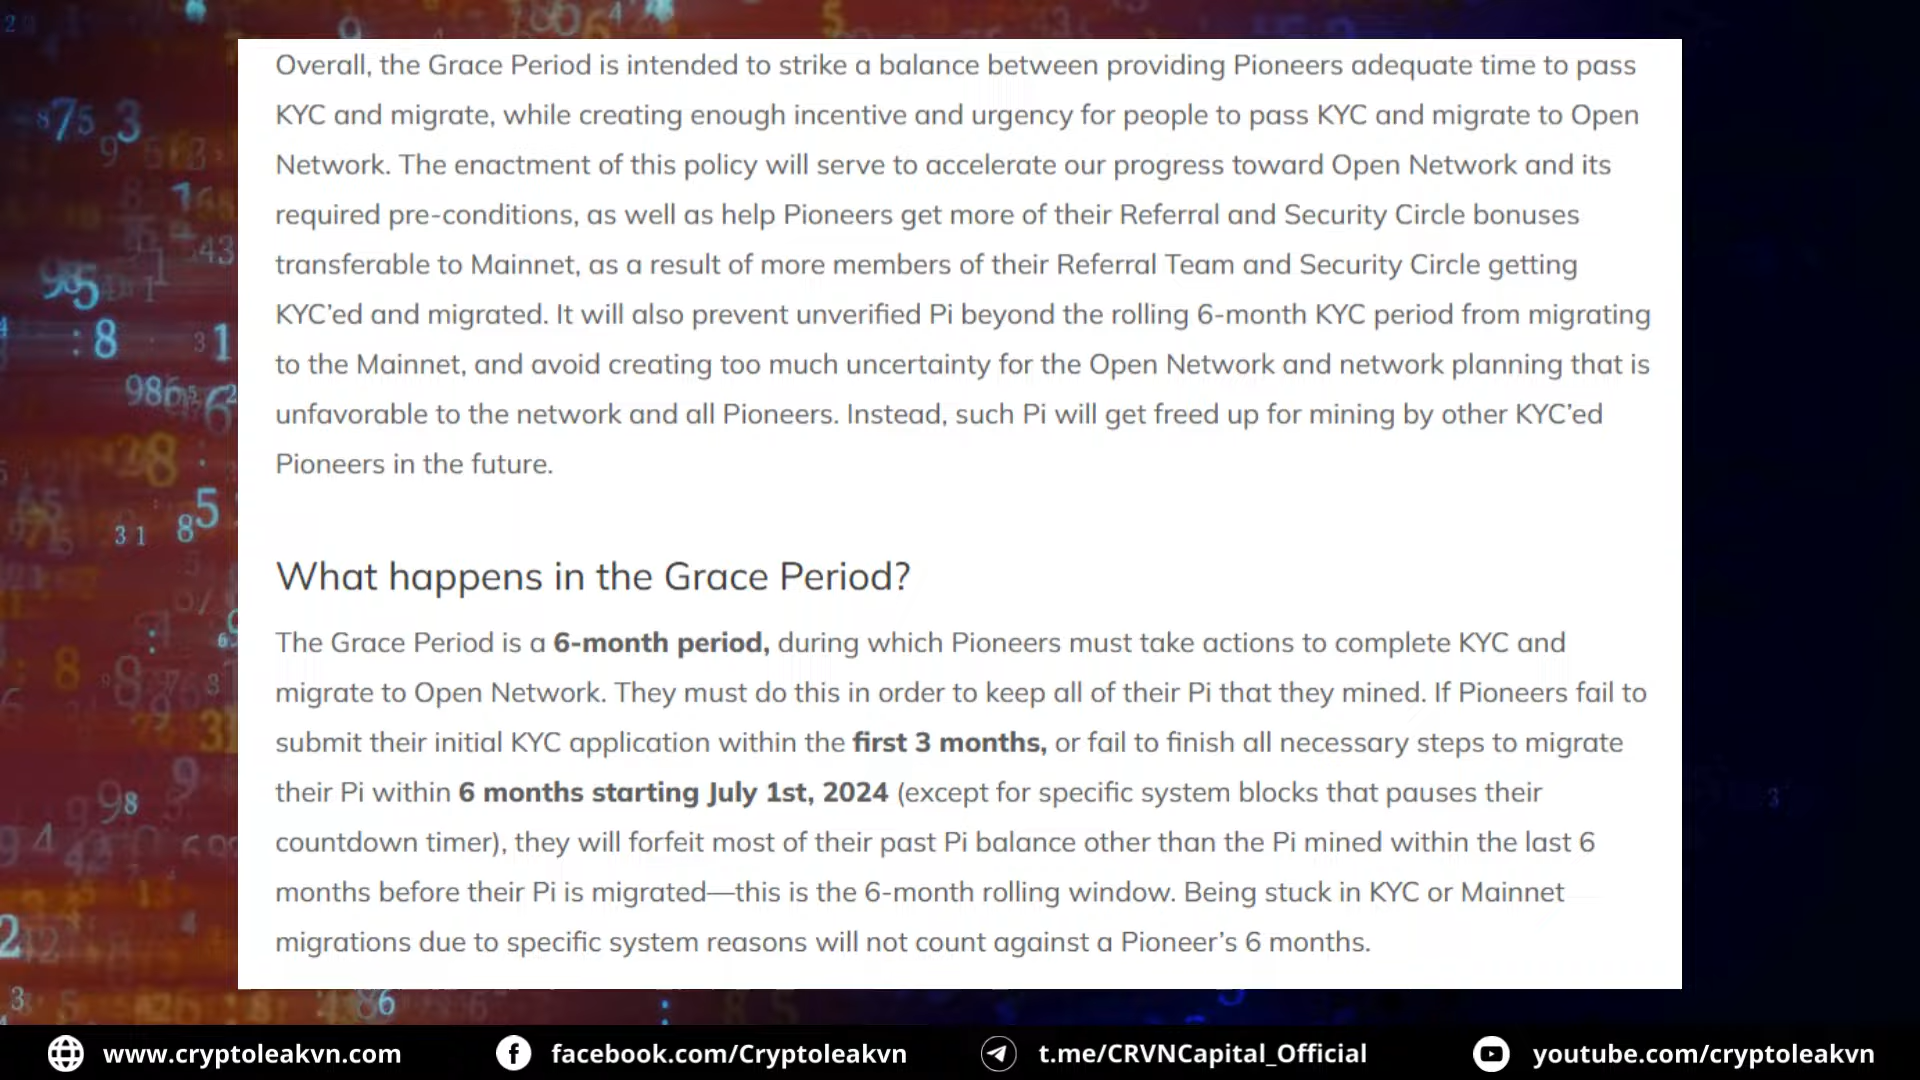 Overall, the Grace Period is intended to strike a balance between providing Pioneers adequate time to pass
KYC and migrate, while creating enough incentive and urgency for people to pass KYC and migrate to Open
Network. The enactment of this policy will serve to accelerate our progress toward Open Network and its
required pre-conditions, as well as help Pioneers get more of their Referral and Security Circle bonuses
transferable to Mainnet, as a result of more members of their Referral Team and Security Circle getting
KYC’ed and migrated. It will also prevent unverified Pi beyond the rolling 6-month KYC period from migrating
to the Mainnet, and avoid creating too much uncertainty for the Open Network and network planning that is
unfavorable to the network and all Pioneers. Instead, such Pi will get freed up for mining by other KYC’ed
Pioneers in the future.
What happens in the Grace Period?
The Grace Period is a 6-month period, during which Pioneers must take actions to complete KYC and
migrate to Open Network. They must do this in order to keep all of their Pi that they mined. If Pioneers fail to
submit their initial KYC application within the first 3 months, or fail to finish all necessary steps to migrate
their Pi within 6 months starting July 1st, 2024 (except for specific system blocks that pauses their
countdown timer), they will forfeit most of their past Pi balance other than the Pi mined within the last 6
months before their Pi is migrated—this is the 6-month rolling window. Being stuck in KYC or Mainnet
migrations due to specific system reasons will not count against a Pioneer’s 6 months.
www.cryptoleakvn.com
facebook.com/Cryptoleakvn
t.me/CRVNCapital_Official
youtube.com/cryptoleakvn